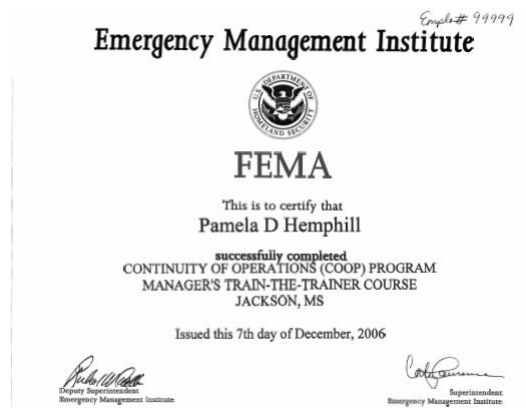 Emplo# 99999
Emergency Management Institute
U.S. DEPARTMENT OF HOMELAND SECURITY
FEMA
This is to certify that
Pamela D Hemphill
successfully completed
CONTINUITY OF OPERATIONS (COOP) PROGRAM
MANAGER'S TRAIN-THE-TRAINER COURSE
JACKSON, MS
Issued this 7th day of December, 2006
Deputy Superintendent
Emergency Management Institute
Superintendent
Emergency Management Institute